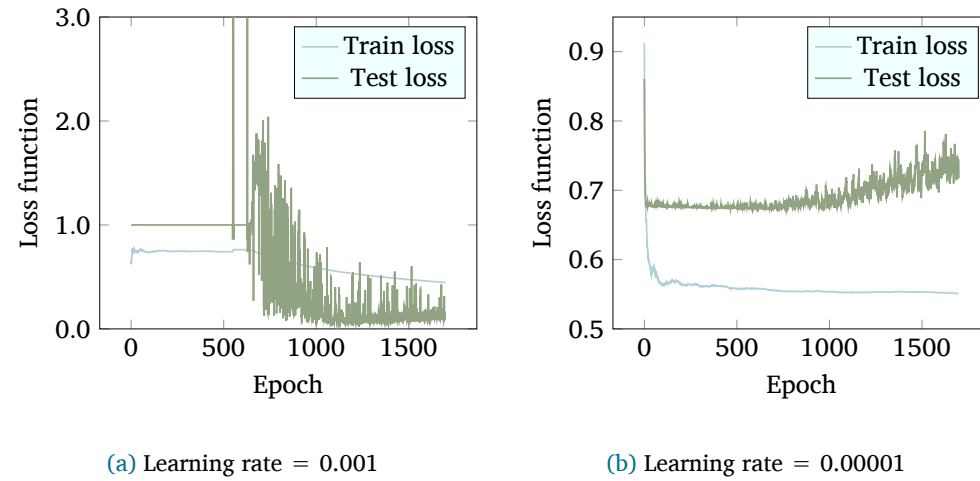 3.0
2.0
1.0
0.0
Loss function
0 500 1000 1500
Epoch
Train loss
Test loss
(a) Learning rate = 0.001
0.9
0.8
0.7
0.6
0.5
Loss function
0 500 1000 1500
Epoch
Train loss
Test loss
(b) Learning rate = 0.00001